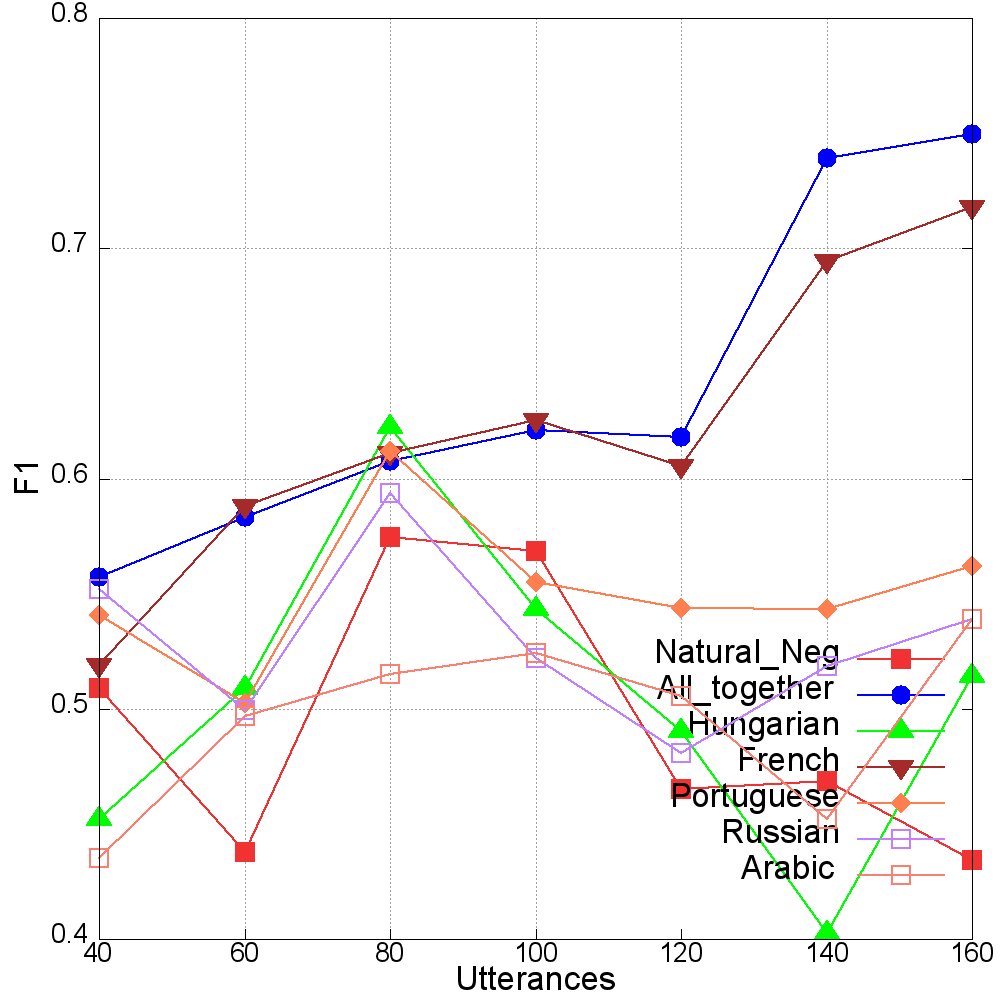 0.8
0.7
0.6
0.5
0.4
F1
Natural_Neg
All_together
Hungarian
French
Portuguese
Russian
Arabic
40 60 80 100 120 140 160
Utterances